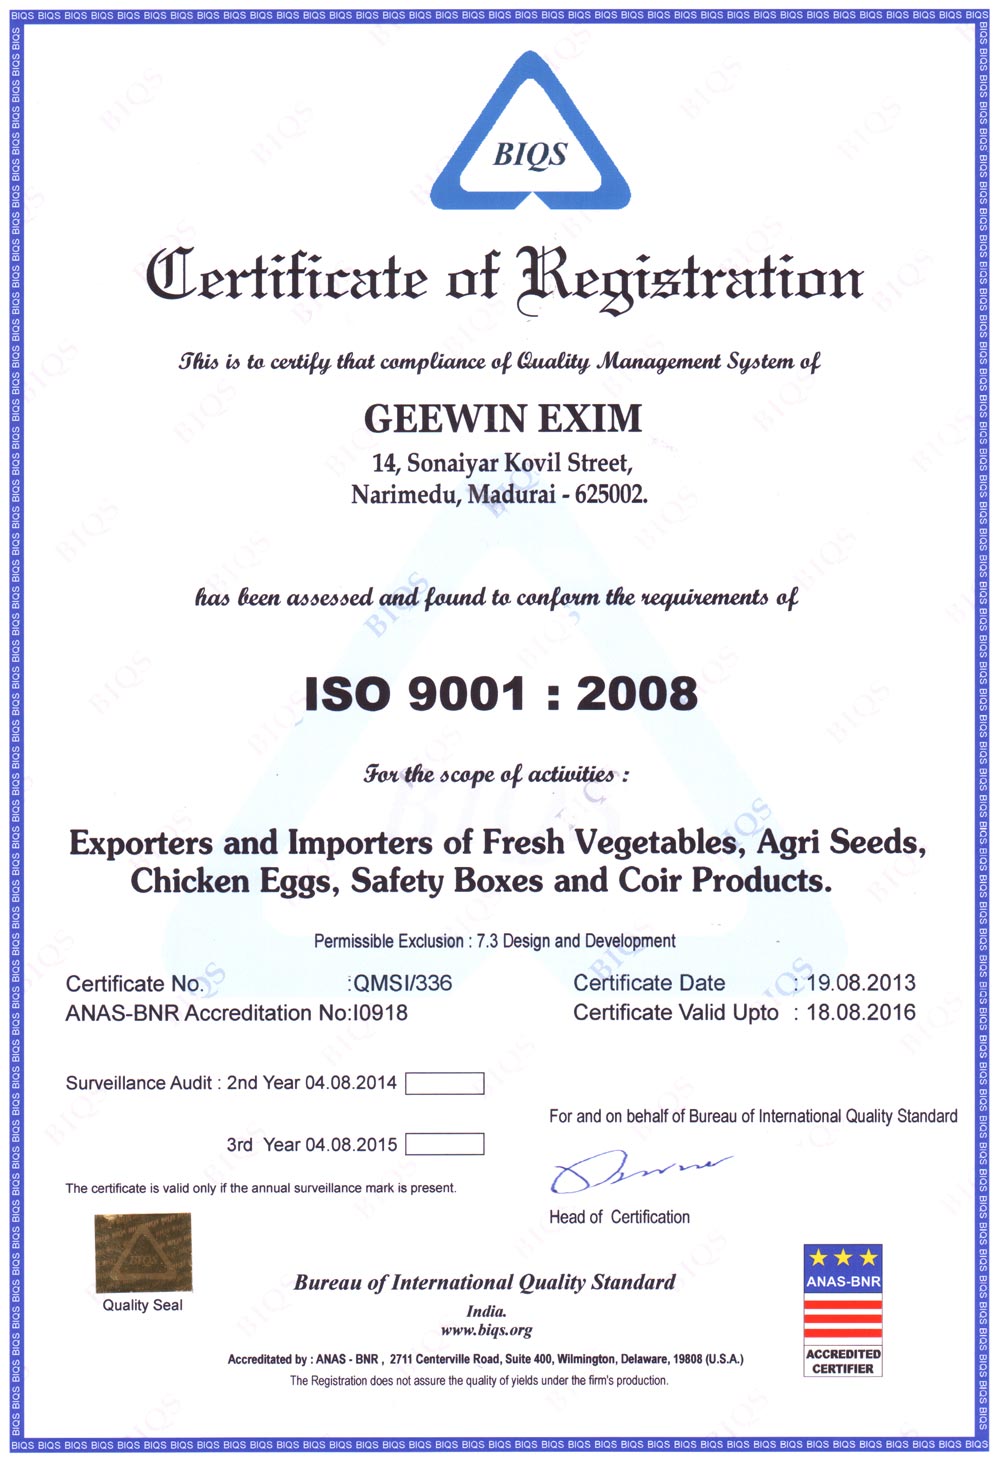 BIQS
Certificate of Registration
This is to certify that compliance of Quality Management System of
GEEWIN EXIM
14, Sonaiyar Kovil Street,
Narimedu, Madurai - 625002.
has been assessed and found to conform the requirements of
ISO 9001 : 2008
For the scope of activities :
Exporters and Importers of Fresh Vegetables, Agri Seeds,
Chicken Eggs, Safety Boxes and Coir Products.
Permissible Exclusion : 7.3 Design and Development
Certificate No. :QMSI/336
Certificate Date : 19.08.2013
ANAS-BNR Accreditation No:I0918
Certificate Valid Upto : 18.08.2016
Surveillance Audit : 2nd Year 04.08.2014
3rd Year 04.08.2015
The certificate is valid only if the annual surveillance mark is present.
For and on behalf of Bureau of International Quality Standard
Head of Certification
BIQS
Quality Seal
Bureau of International Quality Standard
India.
www.biqs.org
Accreditated by : ANAS - BNR , 2711 Centerville Road, Suite 400, Wilmington, Delaware, 19808 (U.S.A.)
The Registration does not assure the quality of yields under the firm's production.
ANAS-BNR
ACCREDITED
CERTIFIER